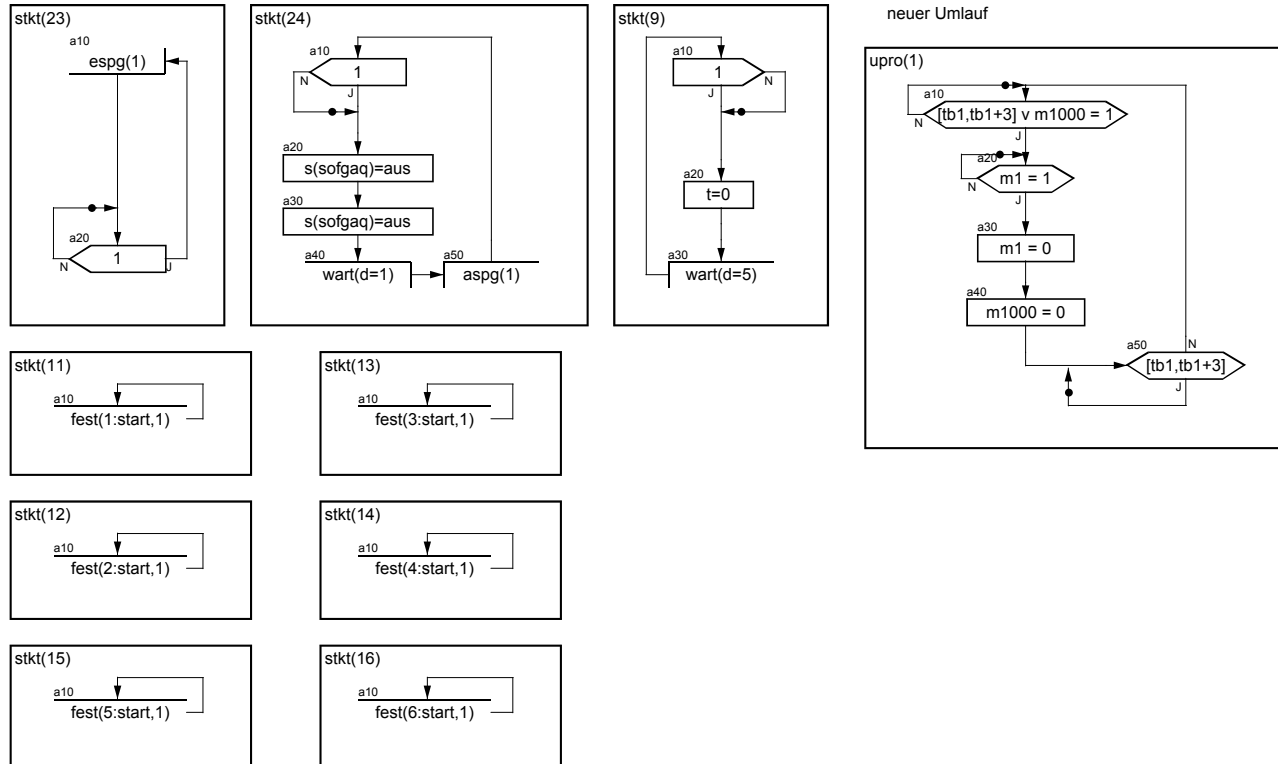 stkt(23)
a10
espg(1)
a20
1
N
J
stkt(24)
a10
1
N
J
a20
s(sofgaq)=aus
a30
s(sofgaq)=aus
a40
wart(d=1)
a50
aspg(1)
stkt(9)
a10
1
N
J
a20
t=0
a30
wart(d=5)
neuer Umlauf
upro(1)
a10
[tb1,tb1+3] v m1000 = 1
N
J
a20
m1 = 1
N
J
a30
m1 = 0
a40
m1000 = 0
a50
N
[tb1,tb1+3]
J
stkt(11)
a10
fest(1:start,1)
stkt(13)
a10
fest(3:start,1)
stkt(12)
a10
fest(2:start,1)
stkt(14)
a10
fest(4:start,1)
stkt(15)
a10
fest(5:start,1)
stkt(16)
a10
fest(6:start,1)